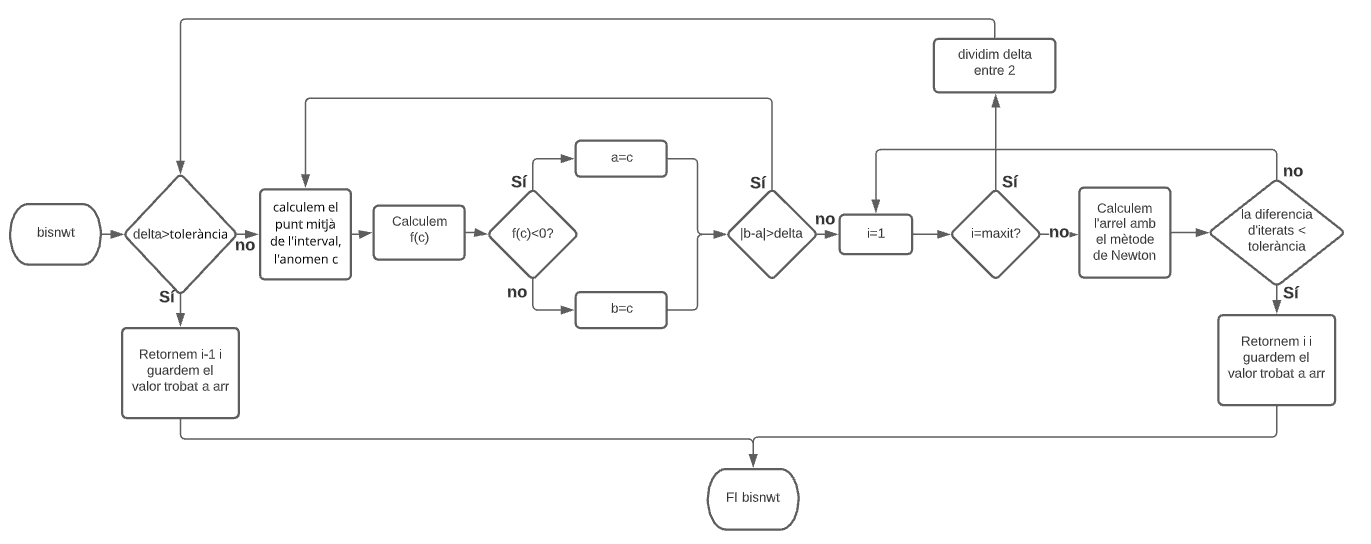 dividim delta
entre 2
bisnwt
delta>tolerància
no
Sí
Retornem i-1 i
guardem el
valor trobat a arr
calculem el
punt mitjà
de l'interval,
l'anomen c
Calculem
f(c)
f(c)<0?
Sí
no
a=c
b=c
|b-a|>delta
Sí
no
i=1
i=maxit?
Sí
no
Calculem
l'arrel amb
el mètode
de Newton
la diferencia
d'iterats <
tolerància
no
Sí
Retornem i i
guardem el
valor trobat a arr
FI bisnwt